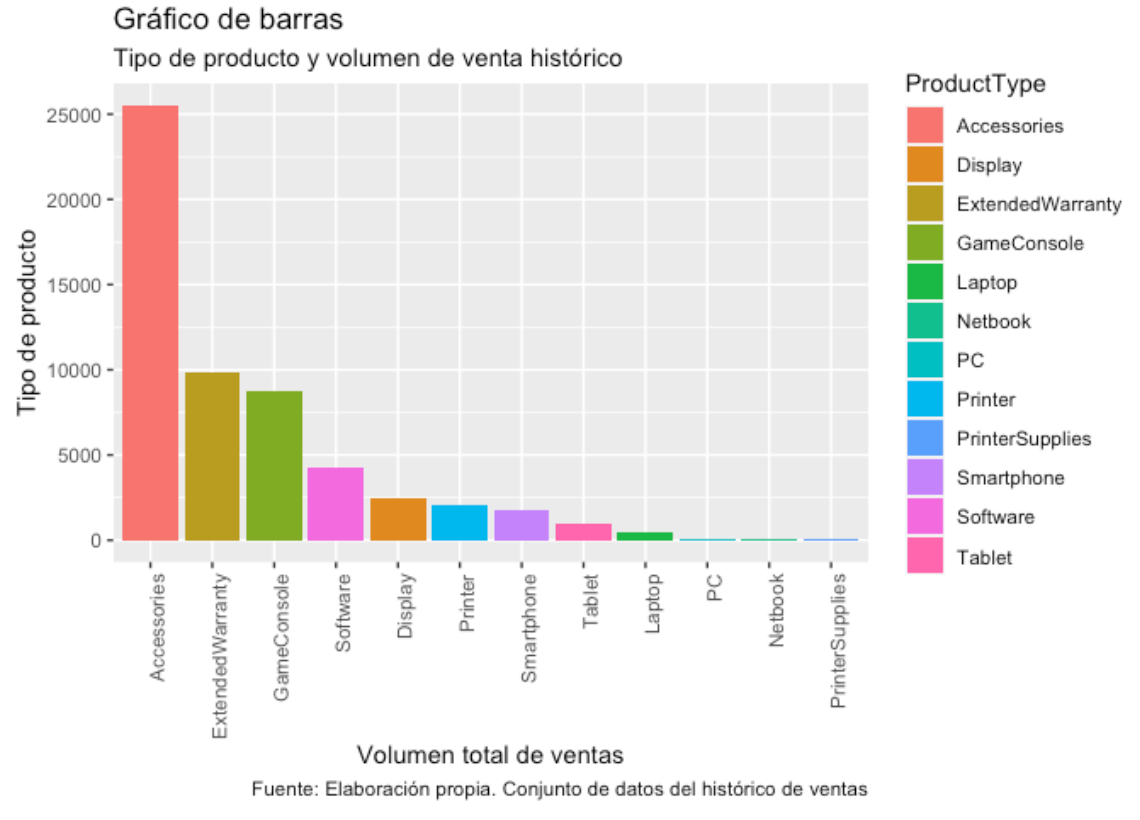 Gráfico de barras
Tipo de producto y volumen de venta histórico
Tipo de producto
25000
20000
15000
10000
5000
0
Accessories
ExtendedWarranty
GameConsole
Software
Display
Printer
Smartphone
Tablet
Laptop
PC
Netbook
PrinterSupplies
Volumen total de ventas
Fuente: Elaboración propia. Conjunto de datos del histórico de ventas
ProductType
Accessories
Display
ExtendedWarranty
GameConsole
Laptop
Netbook
PC
Printer
PrinterSupplies
Smartphone
Software
Tablet